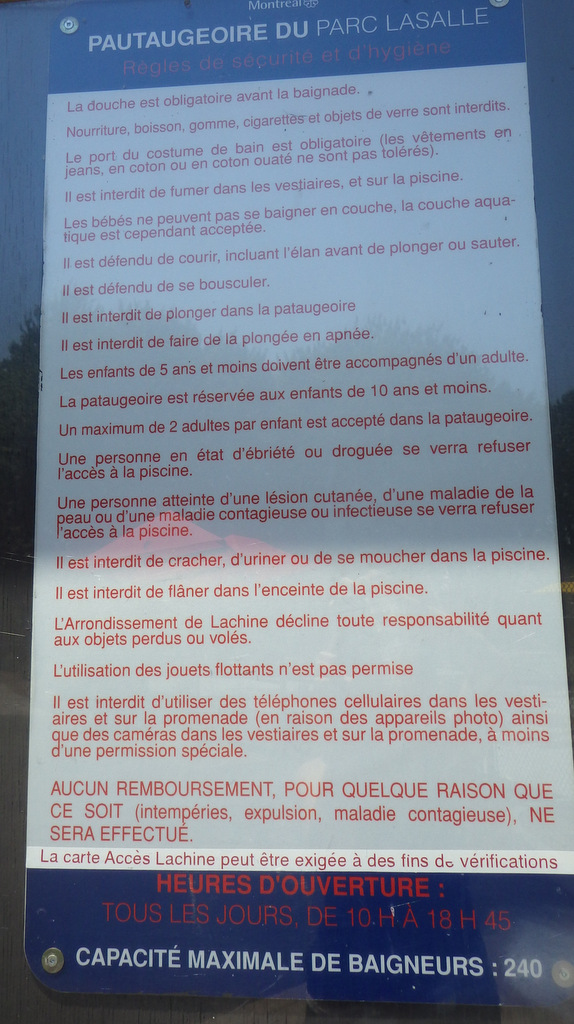 Montréal
PAUTAUGEOIRE DU PARC LASALLE
Règles de sécurité et d'hygiène
La douche est obligatoire avant la baignade.
Nourriture, boisson, gomme, cigarettes et objets de verre sont interdits.
Le port du costume de bain est obligatoire (les vêtements en
jeans, en coton ou en coton ouaté ne sont pas tolérés).
Il est interdit de fumer dans les vestiaires, et sur la piscine.
Les bébés ne peuvent pas se baigner en couche, la couche aqua-
tique est cependant acceptée.
Il est défendu de courir, incluant l'élan avant de plonger ou sauter.
Il est défendu de se bousculer.
Il est interdit de plonger dans la pataugeoire
Il est interdit de faire de la plongée en apnée.
Les enfants de 5 ans et moins doivent être accompagnés d'un adulte.
La pataugeoire est réservée aux enfants de 10 ans et moins.
Un maximum de 2 adultes par enfant est accepté dans la pataugeoire.
Une personne en état d'ébriété ou droguée se verra refuser
l'accès à la piscine.
Une personne atteinte d'une lésion cutanée, d'une maladie de la
peau ou d'une maladie contagieuse ou infectieuse se verra refuser
l'accès à la piscine.
Il est interdit de cracher, d'uriner ou de se moucher dans la piscine.
Il est interdit de flâner dans l'enceinte de la piscine.
L'Arrondissement de Lachine décline toute responsabilité quant
aux objets perdus ou volés.
L'utilisation des jouets flottants n'est pas permise
Il est interdit d'utiliser des téléphones cellulaires dans les vesti-
aires et sur la promenade (en raison des appareils photo) ainsi
que des caméras dans les vestiaires et sur la promenade, à moins
d'une permission spéciale.
AUCUN REMBOURSEMENT, POUR QUELQUE RAISON QUE
CE SOIT (intempéries, expulsion, maladie contagieuse), NE
SERA EFFECTUÉ.
La carte Accès Lachine peut être exigée à des fins de vérifications
HEURES D'OUVERTURE :
TOUS LES JOURS, DE 10 H À 18 H 45
CAPACITÉ MAXIMALE DE BAIGNEURS : 240